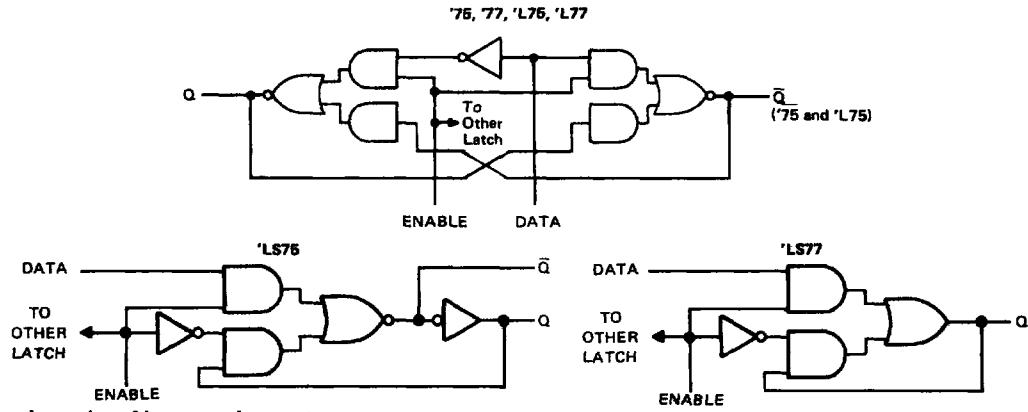 '75, '77, 'L75, 'L77
Q
Q̅
('75 and 'L75)
To
Other
Latch
ENABLE
DATA
'LS75
DATA
Q̅
TO
OTHER
LATCH
Q
ENABLE
'LS77
DATA
TO
OTHER
LATCH
Q
ENABLE